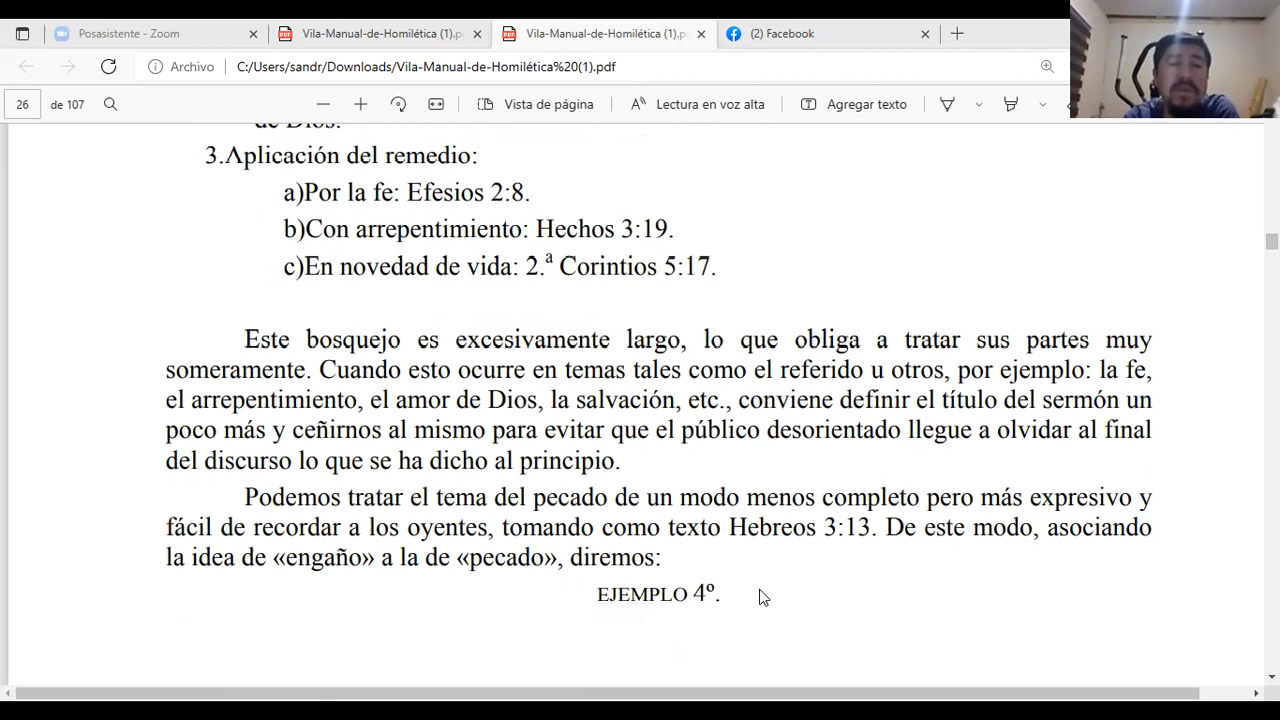 Posasistente - Zoom
Vila-Manual-de-Homilética (1).p
Vila-Manual-de-Homilética (1).p
(2) Facebook
Archivo
C:/Users/sandr/Downloads/Vila-Manual-de-Homilética%20(1).pdf
26
de 107
Vista de página
Lectura en voz alta
Agregar texto
de Dios.
3.Aplicación del remedio:
a)Por la fe: Efesios 2:8.
b)Con arrepentimiento: Hechos 3:19.
c)En novedad de vida: 2.ª Corintios 5:17.
Este bosquejo es excesivamente largo, lo que obliga a tratar sus partes muy
someramente. Cuando esto ocurre en temas tales como el referido u otros, por ejemplo: la fe,
el arrepentimiento, el amor de Dios, la salvación, etc., conviene definir el título del sermón un
poco más y ceñirnos al mismo para evitar que el público desorientado llegue a olvidar al final
del discurso lo que se ha dicho al principio.
Podemos tratar el tema del pecado de un modo menos completo pero más expresivo y
fácil de recordar a los oyentes, tomando como texto Hebreos 3:13. De este modo, asociando
la idea de «engaño» a la de «pecado», diremos:
EJEMPLO 4º.